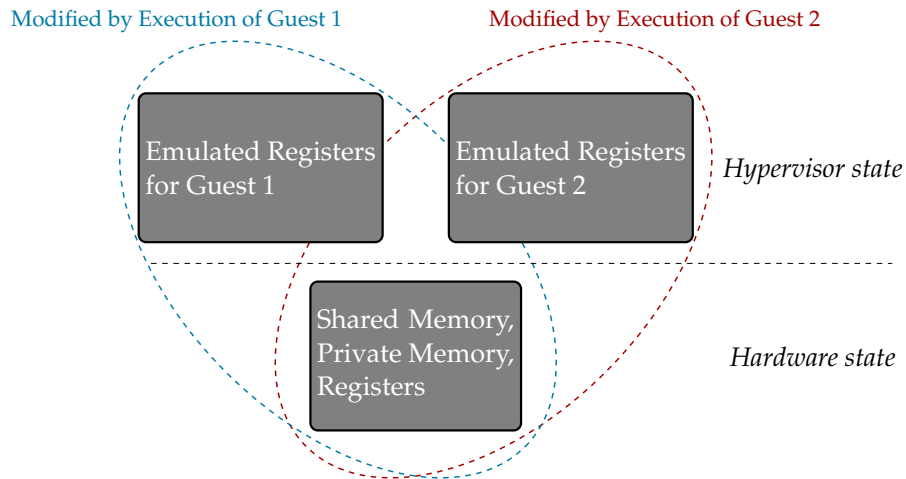 Modified by Execution of Guest 1
Modified by Execution of Guest 2
Emulated Registers
for Guest 1
Emulated Registers
for Guest 2
Hypervisor state
Shared Memory,
Private Memory,
Registers
Hardware state